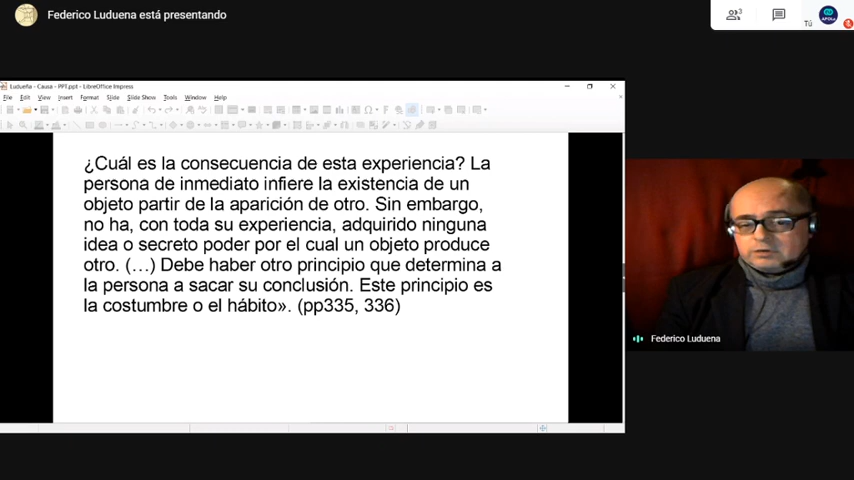 Federico Luduena está presentando
3
Tú
APOLa
Ludueña - Causa - PPT.ppt - LibreOffice Impress
File Edit View Insert Format Slide Slide Show Tools Window Help
¿Cuál es la consecuencia de esta experiencia? La
persona de inmediato infiere la existencia de un
objeto partir de la aparición de otro. Sin embargo,
no ha, con toda su experiencia, adquirido ninguna
idea o secreto poder por el cual un objeto produce
otro. (…) Debe haber otro principio que determina a
la persona a sacar su conclusión. Este principio es
la costumbre o el hábito». (pp335, 336)
Federico Luduena